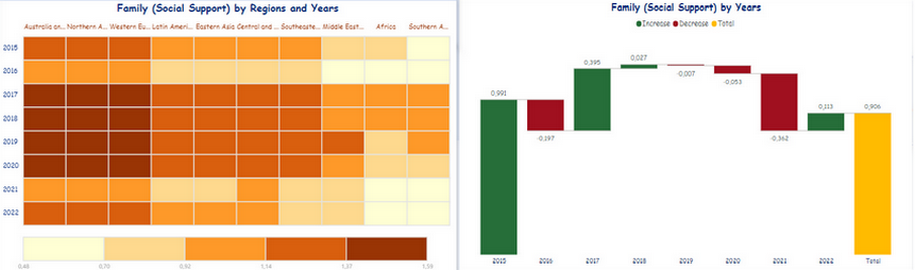 Family (Social Support) by Regions and Years
Australia an... Northern A... Western Eu... Latin Ameri... Eastern Asia Central and ... Southeaste... Middle East... Africa Southern A...
2015
2016
2017
2018
2019
2020
2021
2022
0,48 0,70 0,92 1,14 1,37 1,59
Family (Social Support) by Years
Increase Decrease Total
0,991
-0,197
0,395
0,027
-0,007
-0,053
-0,362
0,113
0,906
2015 2016 2017 2018 2019 2020 2021 2022 Total